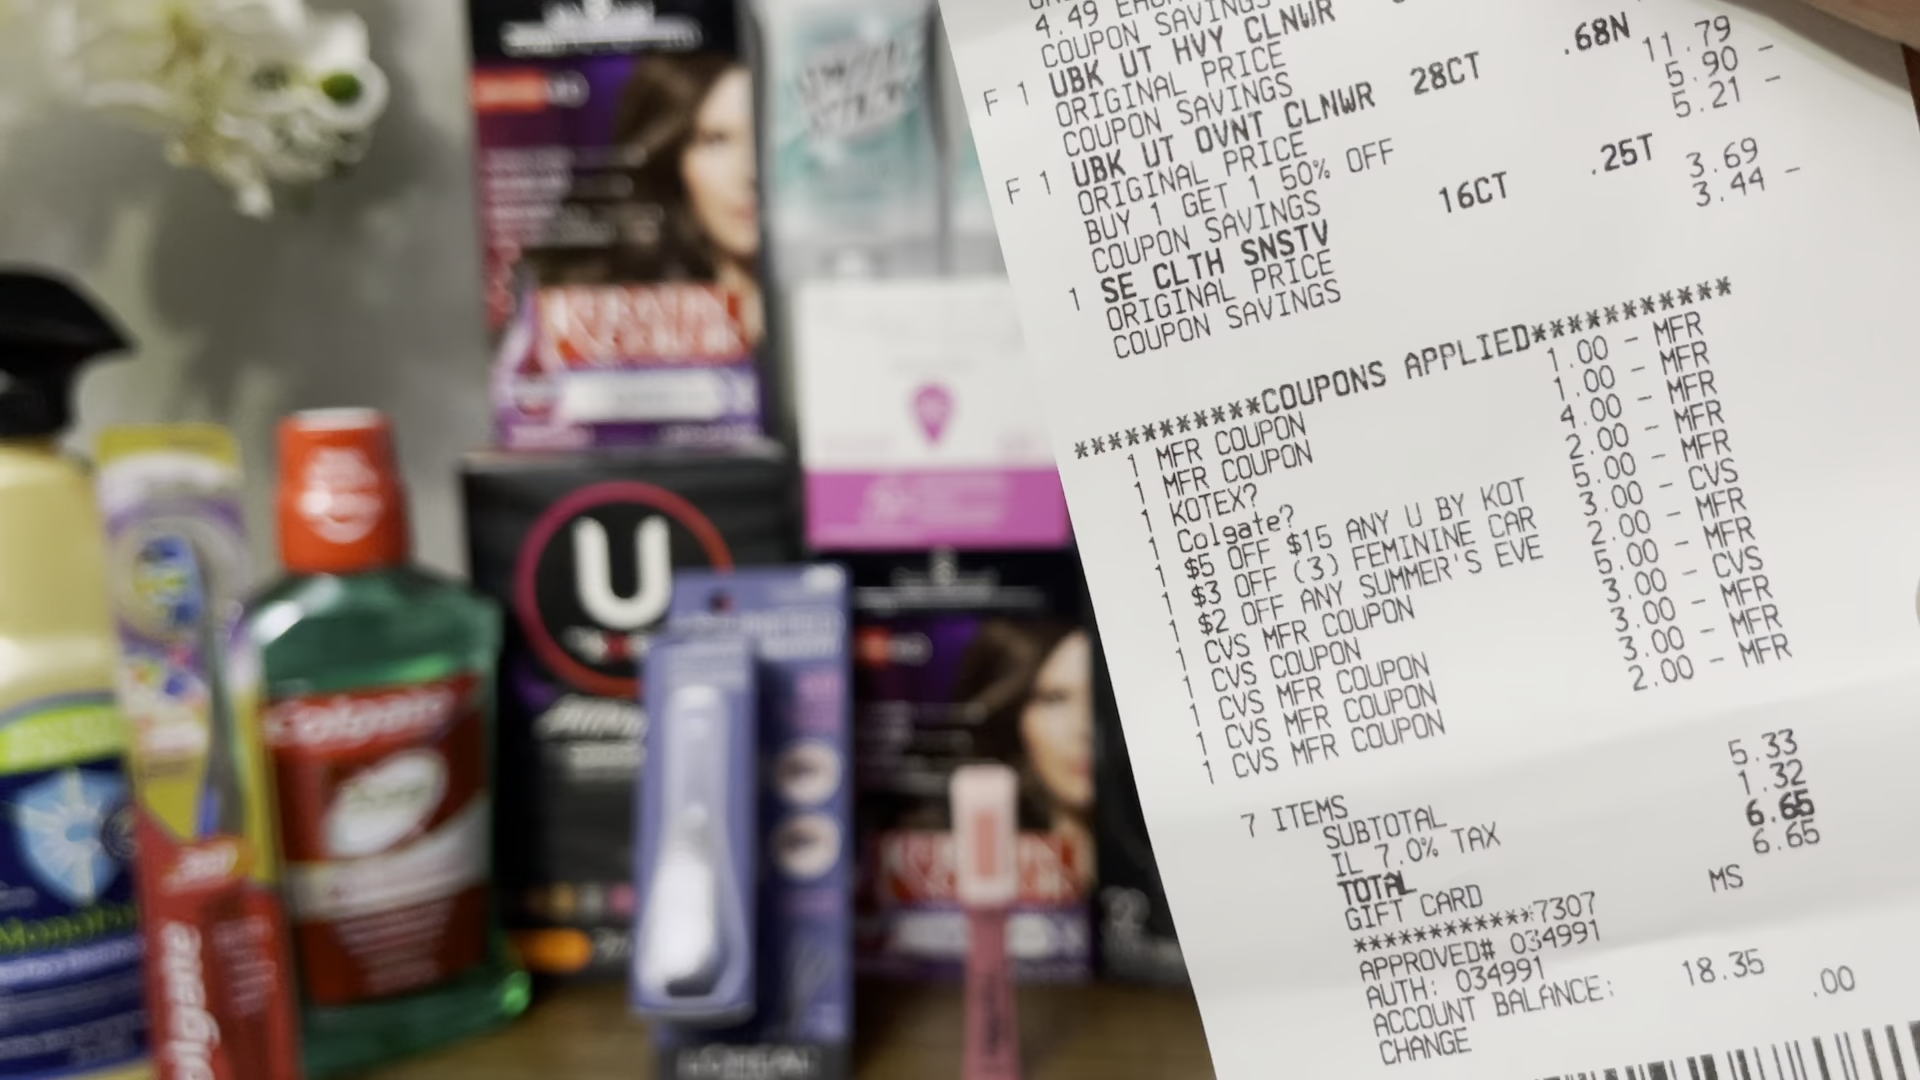 4.49 EACH
COUPON SAVINGS
F 1 UBK UT HVY CLNWR
ORIGINAL PRICE
COUPON SAVINGS
F 1 UBK UT OVNT CLNWR 28CT .68N
ORIGINAL PRICE 11.79
BUY 1 GET 1 50% OFF 5.90 -
COUPON SAVINGS 5.21 -
1 SE CLTH SNSTV 16CT .25T
ORIGINAL PRICE 3.69
COUPON SAVINGS 3.44 -
***********COUPONS APPLIED***********
1 MFR COUPON 1.00 - MFR
1 MFR COUPON 1.00 - MFR
1 KOTEX? 4.00 - MFR
1 Colgate? 2.00 - MFR
1 $5 OFF $15 ANY U BY KOT 5.00 - MFR
1 $3 OFF (3) FEMININE CAR 3.00 - CVS
1 $2 OFF ANY SUMMER'S EVE 2.00 - MFR
1 CVS MFR COUPON 5.00 - MFR
1 CVS COUPON 3.00 - CVS
1 CVS MFR COUPON 3.00 - MFR
1 CVS MFR COUPON 3.00 - MFR
1 CVS MFR COUPON 2.00 - MFR
7 ITEMS
SUBTOTAL 5.33
IL 7.0% TAX 1.32
TOTAL 6.65
GIFT CARD 6.65
************7307 MS
APPROVED# 034991
AUTH: 034991
ACCOUNT BALANCE: 18.35
CHANGE .00
Colgate
U
Colgate